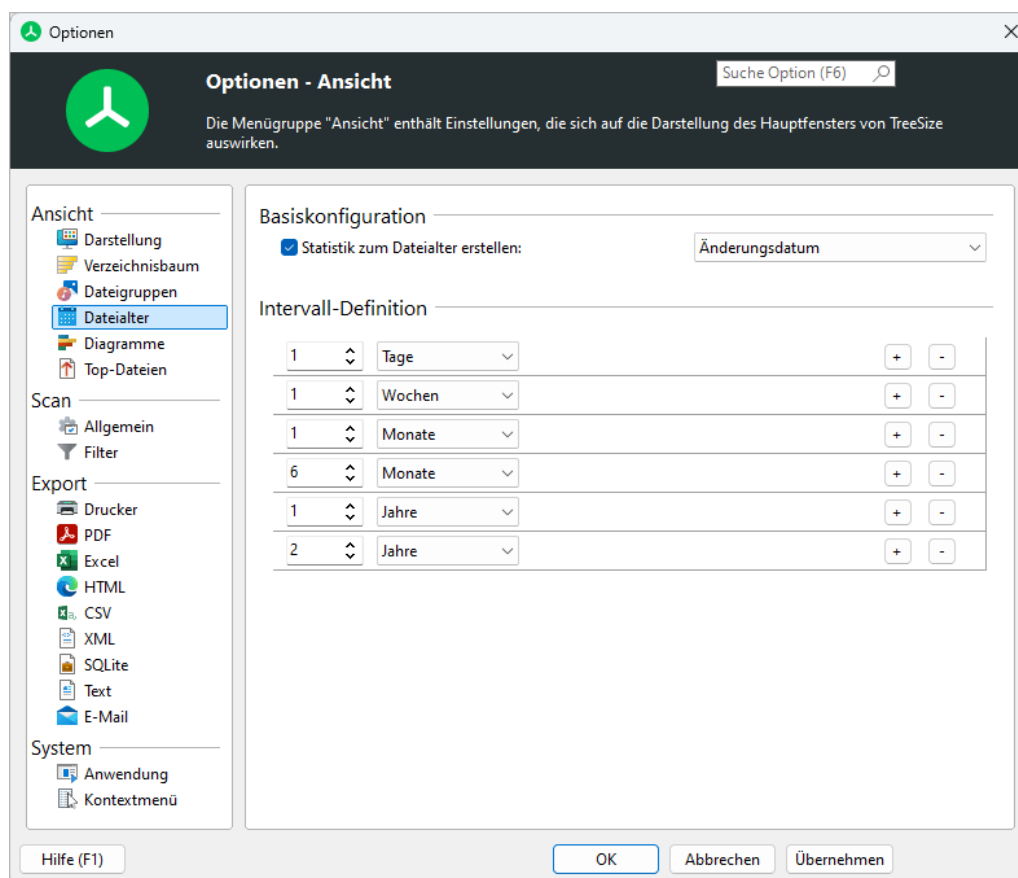 Optionen
Optionen - Ansicht
Suche Option (F6)
Die Menügruppe "Ansicht" enthält Einstellungen, die sich auf die Darstellung des Hauptfensters von TreeSize
auswirken.
Ansicht
Darstellung
Verzeichnisbaum
Dateigruppen
Dateialter
Diagramme
Top-Dateien
Scan
Allgemein
Filter
Export
Drucker
PDF
Excel
HTML
CSV
XML
SQLite
Text
E-Mail
System
Anwendung
Kontextmenü
Basiskonfiguration
Statistik zum Dateialter erstellen: Änderungsdatum
Intervall-Definition
1 Tage + -
1 Wochen + -
1 Monate + -
6 Monate + -
1 Jahre + -
2 Jahre + -
Hilfe (F1) OK Abbrechen Übernehmen